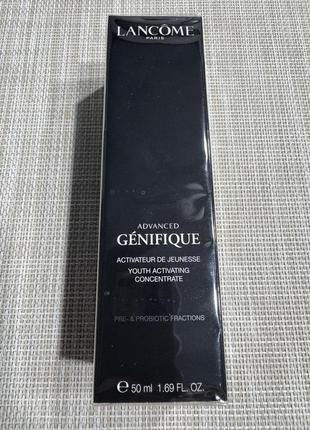 LANCÔME
PARIS
ADVANCED
GÉNIFIQUE
ACTIVATEUR DE JEUNESSE
YOUTH ACTIVATING
CONCENTRATE
PRE- & PROBIOTIC FRACTIONS
℮ 50 ml 1.69 FL. OZ.